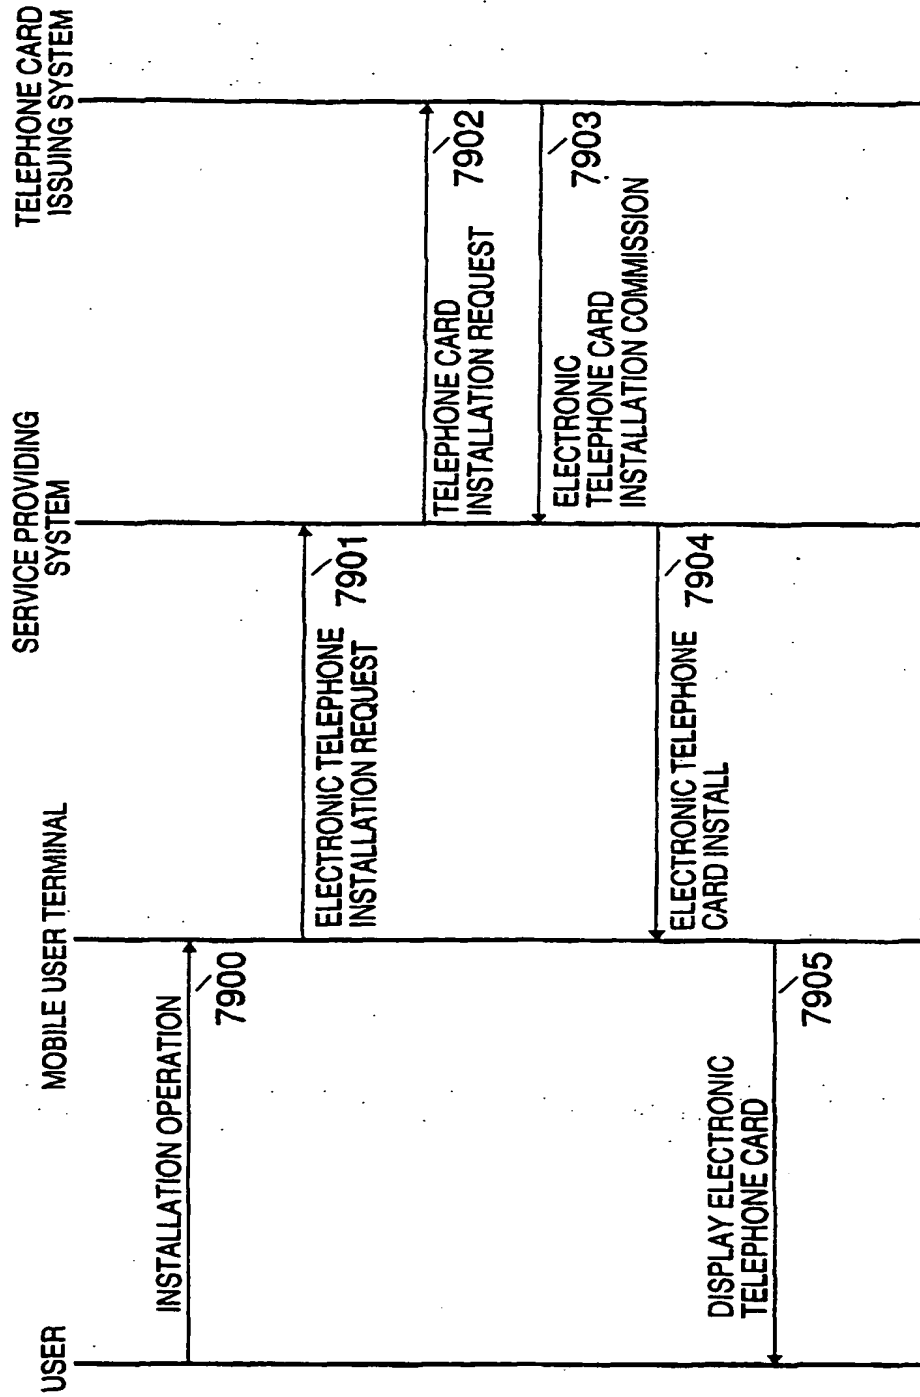 USER
MOBILE USER TERMINAL
SERVICE PROVIDING
SYSTEM
TELEPHONE CARD
ISSUING SYSTEM
INSTALLATION OPERATION
7900
ELECTRONIC TELEPHONE
INSTALLATION REQUEST 7901
TELEPHONE CARD
INSTALLATION REQUEST 7902
ELECTRONIC
TELEPHONE CARD 7903
INSTALLATION COMMISSION
ELECTRONIC TELEPHONE 7904
CARD INSTALL
DISPLAY ELECTRONIC
TELEPHONE CARD
7905